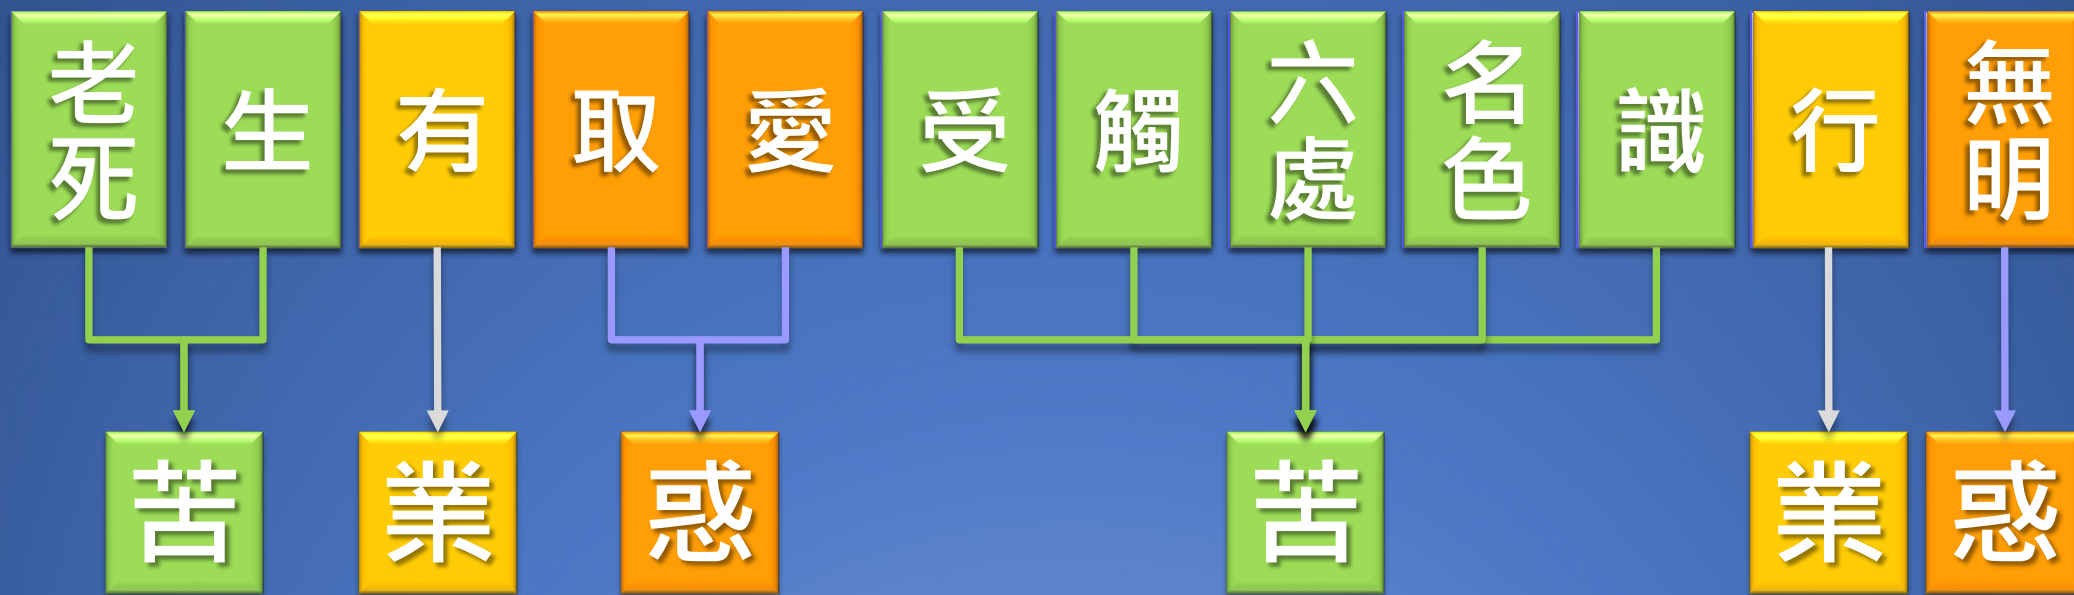 無明
行
識
名色
六處
觸
受
愛
取
有
生
老死
惑
業
苦
惑
業
苦